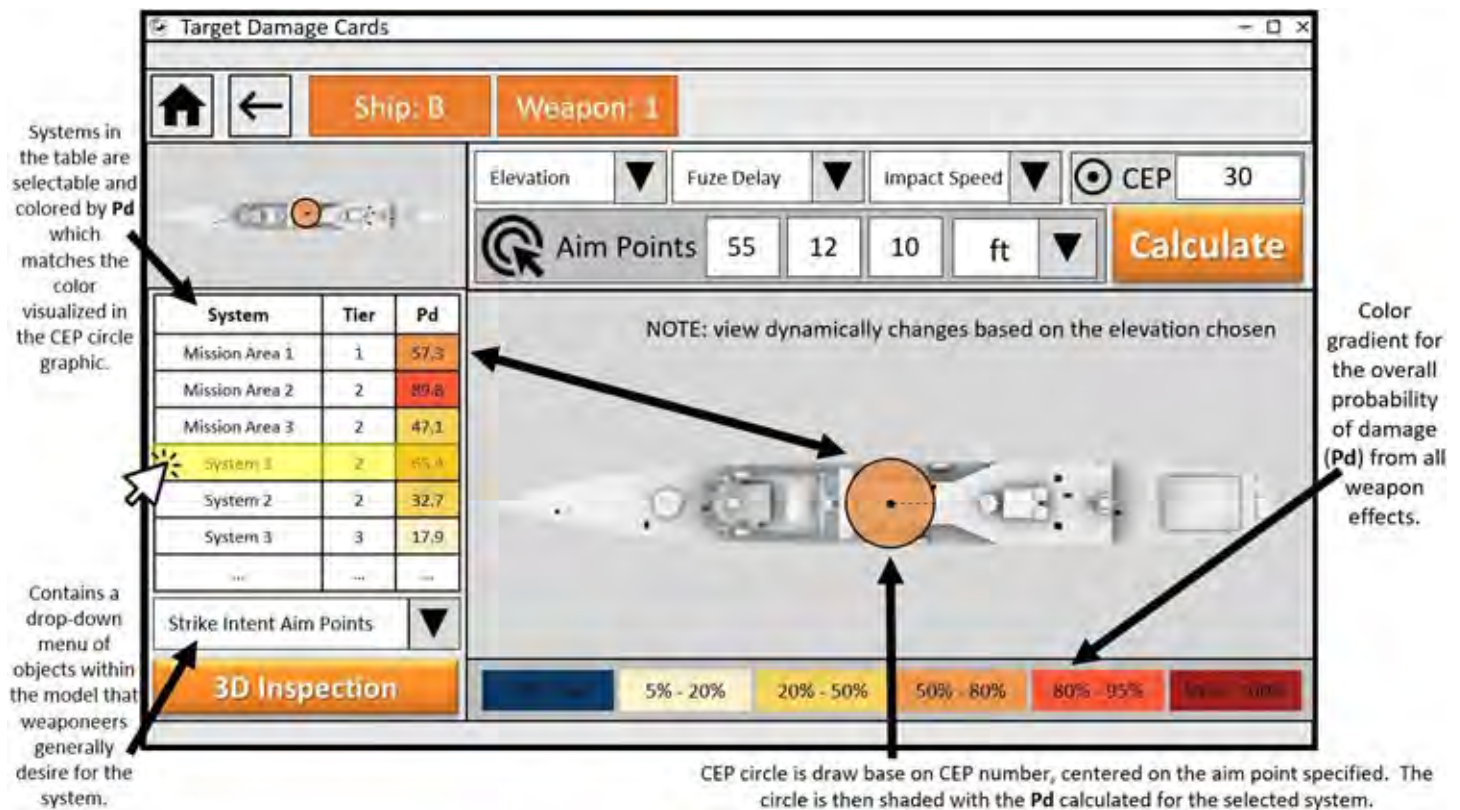 Target Damage Cards
Ship: B
Weapon: 1
Systems in
the table are
selectable and
colored by Pd
which
matches the
color
visualized in
the CEP circle
graphic.
Elevation
Fuze Delay
Impact Speed
CEP
30
Aim Points
55
12
10
ft
Calculate
System Tier Pd
Mission Area 1 1 57.3
Mission Area 2 2 89.8
Mission Area 3 2 47.1
System 1 2 65.4
System 2 2 32.7
System 3 3 17.9
... ... ...
NOTE: view dynamically changes based on the elevation chosen
Color
gradient for
the overall
probability
of damage
(Pd) from all
weapon
effects.
Contains a
drop-down
menu of
objects within
the model that
weaponeers
generally
desire for the
system.
Strike Intent Aim Points
3D Inspection
5% - 20%
20% - 50%
50% - 80%
80% - 95%
CEP circle is draw base on CEP number, centered on the aim point specified. The
circle is then shaded with the Pd calculated for the selected system.